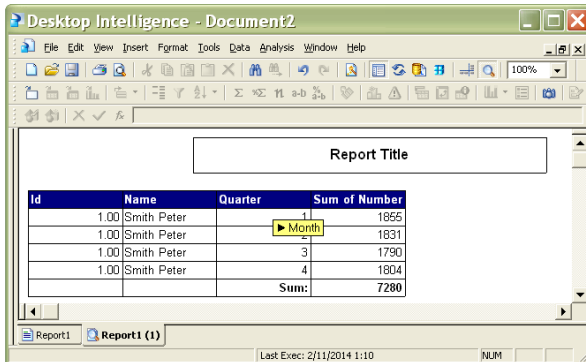 Desktop Intelligence - Document2
File Edit View Insert Format Tools Data Analysis Window Help
100%
Report Title
Id Name Quarter Sum of Number
1.00 Smith Peter 1 1855
▶ Month
1.00 Smith Peter 2 1831
1.00 Smith Peter 3 1790
1.00 Smith Peter 4 1804
Sum: 7280
Report1 Report1 (1)
Last Exec: 2/11/2014 1:10 NUM